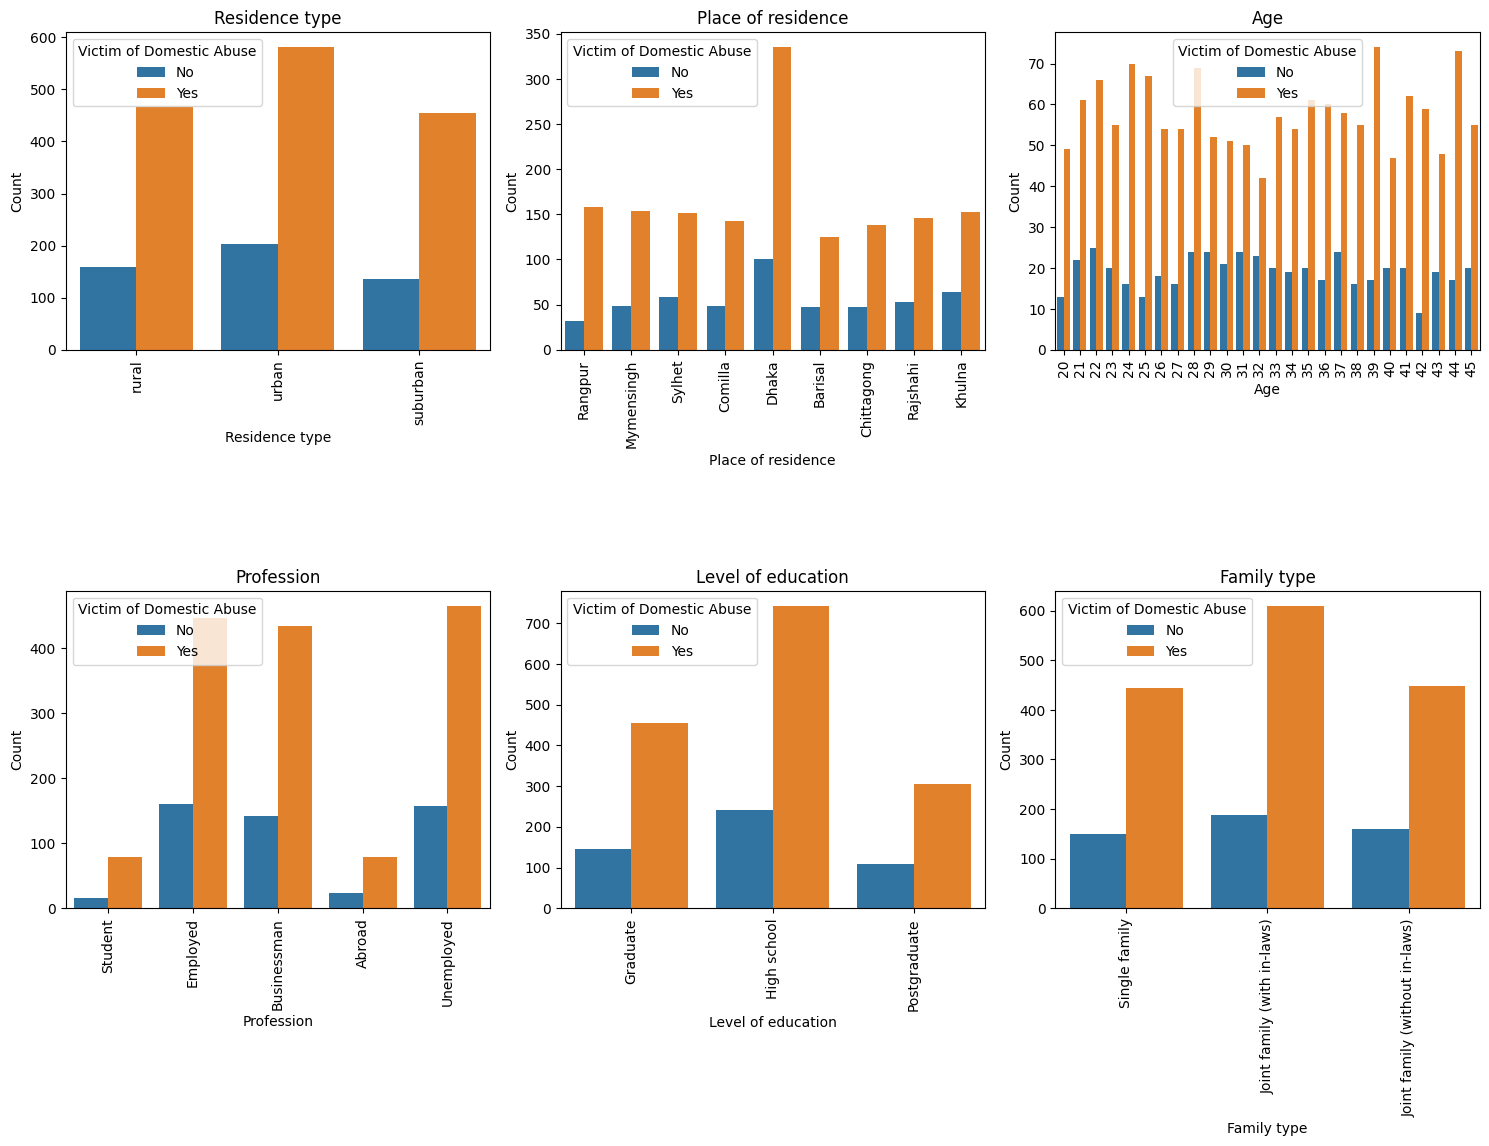 Residence type
Victim of Domestic Abuse
No
Yes
Count
600
500
400
300
200
100
0
rural
urban
suburban
Residence type
Place of residence
Victim of Domestic Abuse
No
Yes
Count
350
300
250
200
150
100
50
0
Rangpur
Mymensingh
Sylhet
Comilla
Dhaka
Barisal
Chittagong
Rajshahi
Khulna
Place of residence
Age
Victim of Domestic Abuse
No
Yes
Count
70
60
50
40
30
20
10
0
20
21
22
23
24
25
26
27
28
29
30
31
32
33
34
35
36
37
38
39
40
41
42
43
44
45
Age
Profession
Victim of Domestic Abuse
No
Yes
Count
400
300
200
100
0
Student
Employed
Businessman
Abroad
Unemployed
Profession
Level of education
Victim of Domestic Abuse
No
Yes
Count
700
600
500
400
300
200
100
0
Graduate
High school
Postgraduate
Level of education
Family type
Victim of Domestic Abuse
No
Yes
Count
600
500
400
300
200
100
0
Single family
Joint family (with in-laws)
Joint family (without in-laws)
Family type